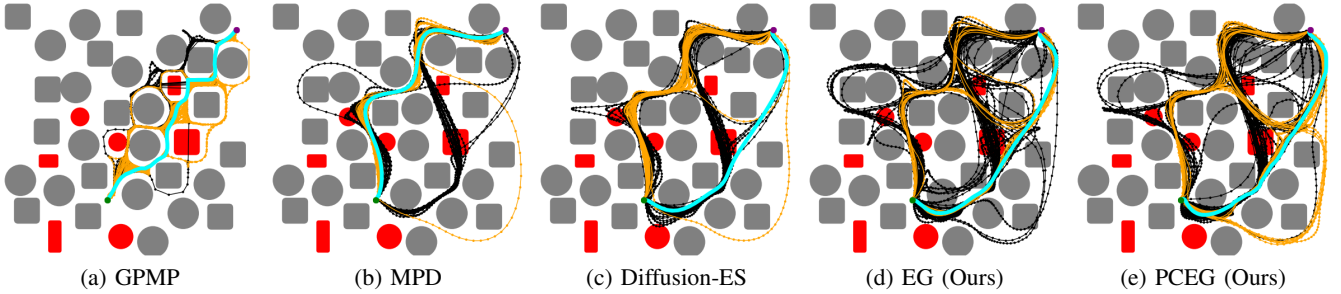 (a) GPMP
(b) MPD
(c) Diffusion-ES
(d) EG (Ours)
(e) PCEG (Ours)